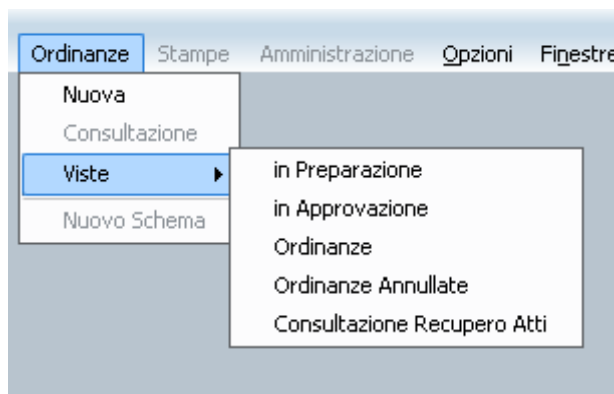 Ordinanze Stampe Amministrazione Opzioni Finestre
Nuova
Consultazione
Viste
Nuovo Schema
in Preparazione
in Approvazione
Ordinanze
Ordinanze Annullate
Consultazione Recupero Atti